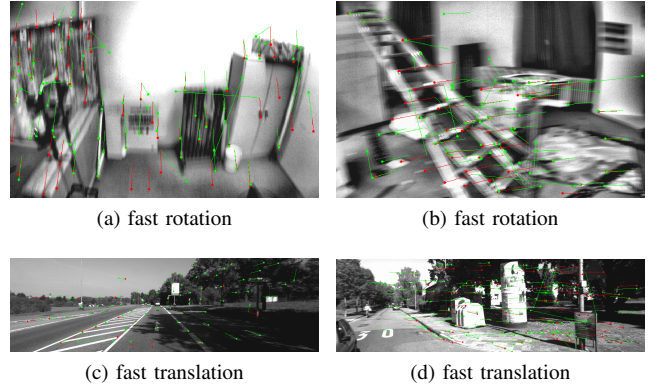 (a) fast rotation
(b) fast rotation
(c) fast translation
(d) fast translation